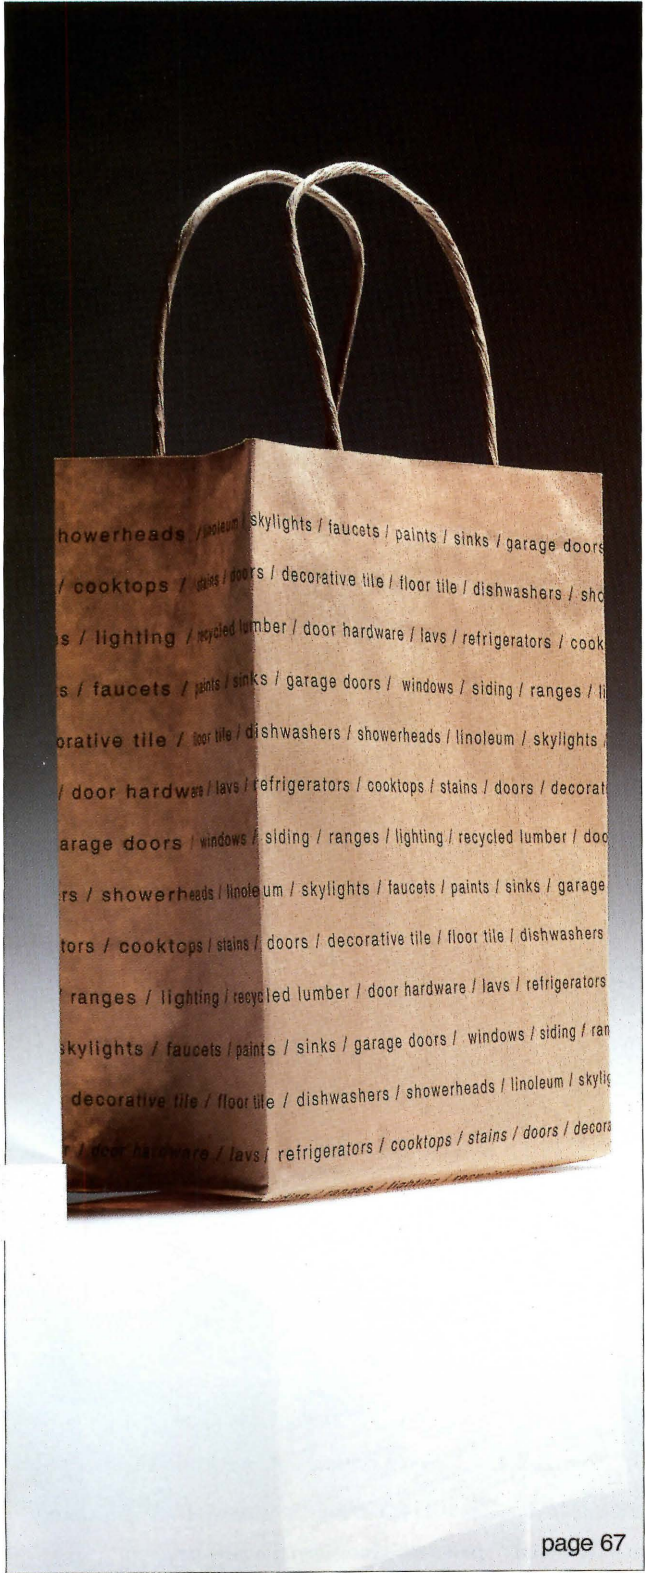 howerheads / linoleum / skylights / faucets / paints / sinks / garage doors
/ cooktops / stains / doors / decorative tile / floor tile / dishwashers / sho
s / lighting / recycled lumber / door hardware / lavs / refrigerators / cook
s / faucets / paints / sinks / garage doors / windows / siding / ranges / li
orative tile / floor tile / dishwashers / showerheads / linoleum / skylights /
/ door hardware / lavs / refrigerators / cooktops / stains / doors / decorat
arage doors / windows / siding / ranges / lighting / recycled lumber / doo
rs / showerheads / linoleum / skylights / faucets / paints / sinks / garage
tors / cooktops / stains / doors / decorative tile / floor tile / dishwashers
/ ranges / lighting / recycled lumber / door hardware / lavs / refrigerators
skylights / faucets / paints / sinks / garage doors / windows / siding / ran
decorative tile / floor tile / dishwashers / showerheads / linoleum / skylig
r / door hardware / lavs / refrigerators / cooktops / stains / doors / decora
/ ranges / lighting /
page 67